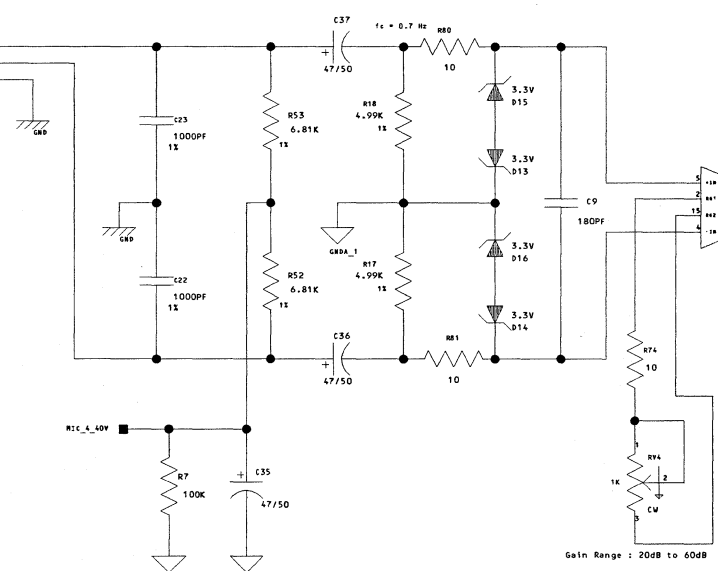 C37
fc = 0.7 Hz
R80
+
47/50
10
C23
1000PF
1%
R53
6.81K
1%
R18
4.99K
1%
3.3V
D15
3.3V
D13
GND
GND
GNDA_1
C9
180PF
5
+IN
2
RG1
15
RG2
4
-IN
C22
1000PF
1%
R52
6.81K
1%
R17
4.99K
1%
3.3V
D16
3.3V
D14
C36
+
47/50
R81
10
R74
10
MIC_4_40V
R7
100K
+
C35
47/50
1
RV4
1K
2
CW
3
Gain Range : 20dB to 60dB